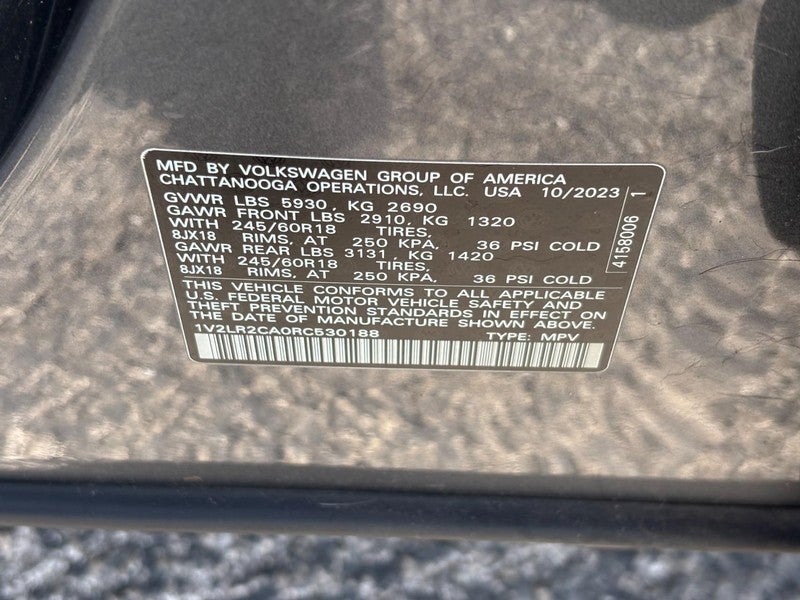 MFD BY VOLKSWAGEN GROUP OF AMERICA
CHATTANOOGA OPERATIONS, LLC. USA 10/2023
GVWR LBS 5930, KG 2690
GAWR FRONT LBS 2910, KG 1320
WITH 245/60R18 TIRES,
8JX18 RIMS, AT 250 KPA, 36 PSI COLD
GAWR REAR LBS 3131, KG 1420
WITH 245/60R18 TIRES,
8JX18 RIMS, AT 250 KPA, 36 PSI COLD
THIS VEHICLE CONFORMS TO ALL APPLICABLE
U.S. FEDERAL MOTOR VEHICLE SAFETY AND
THEFT PREVENTION STANDARDS IN EFFECT ON
THE DATE OF MANUFACTURE SHOWN ABOVE.
1V2LR2CA0RC530188 TYPE: MPV
4158006 1